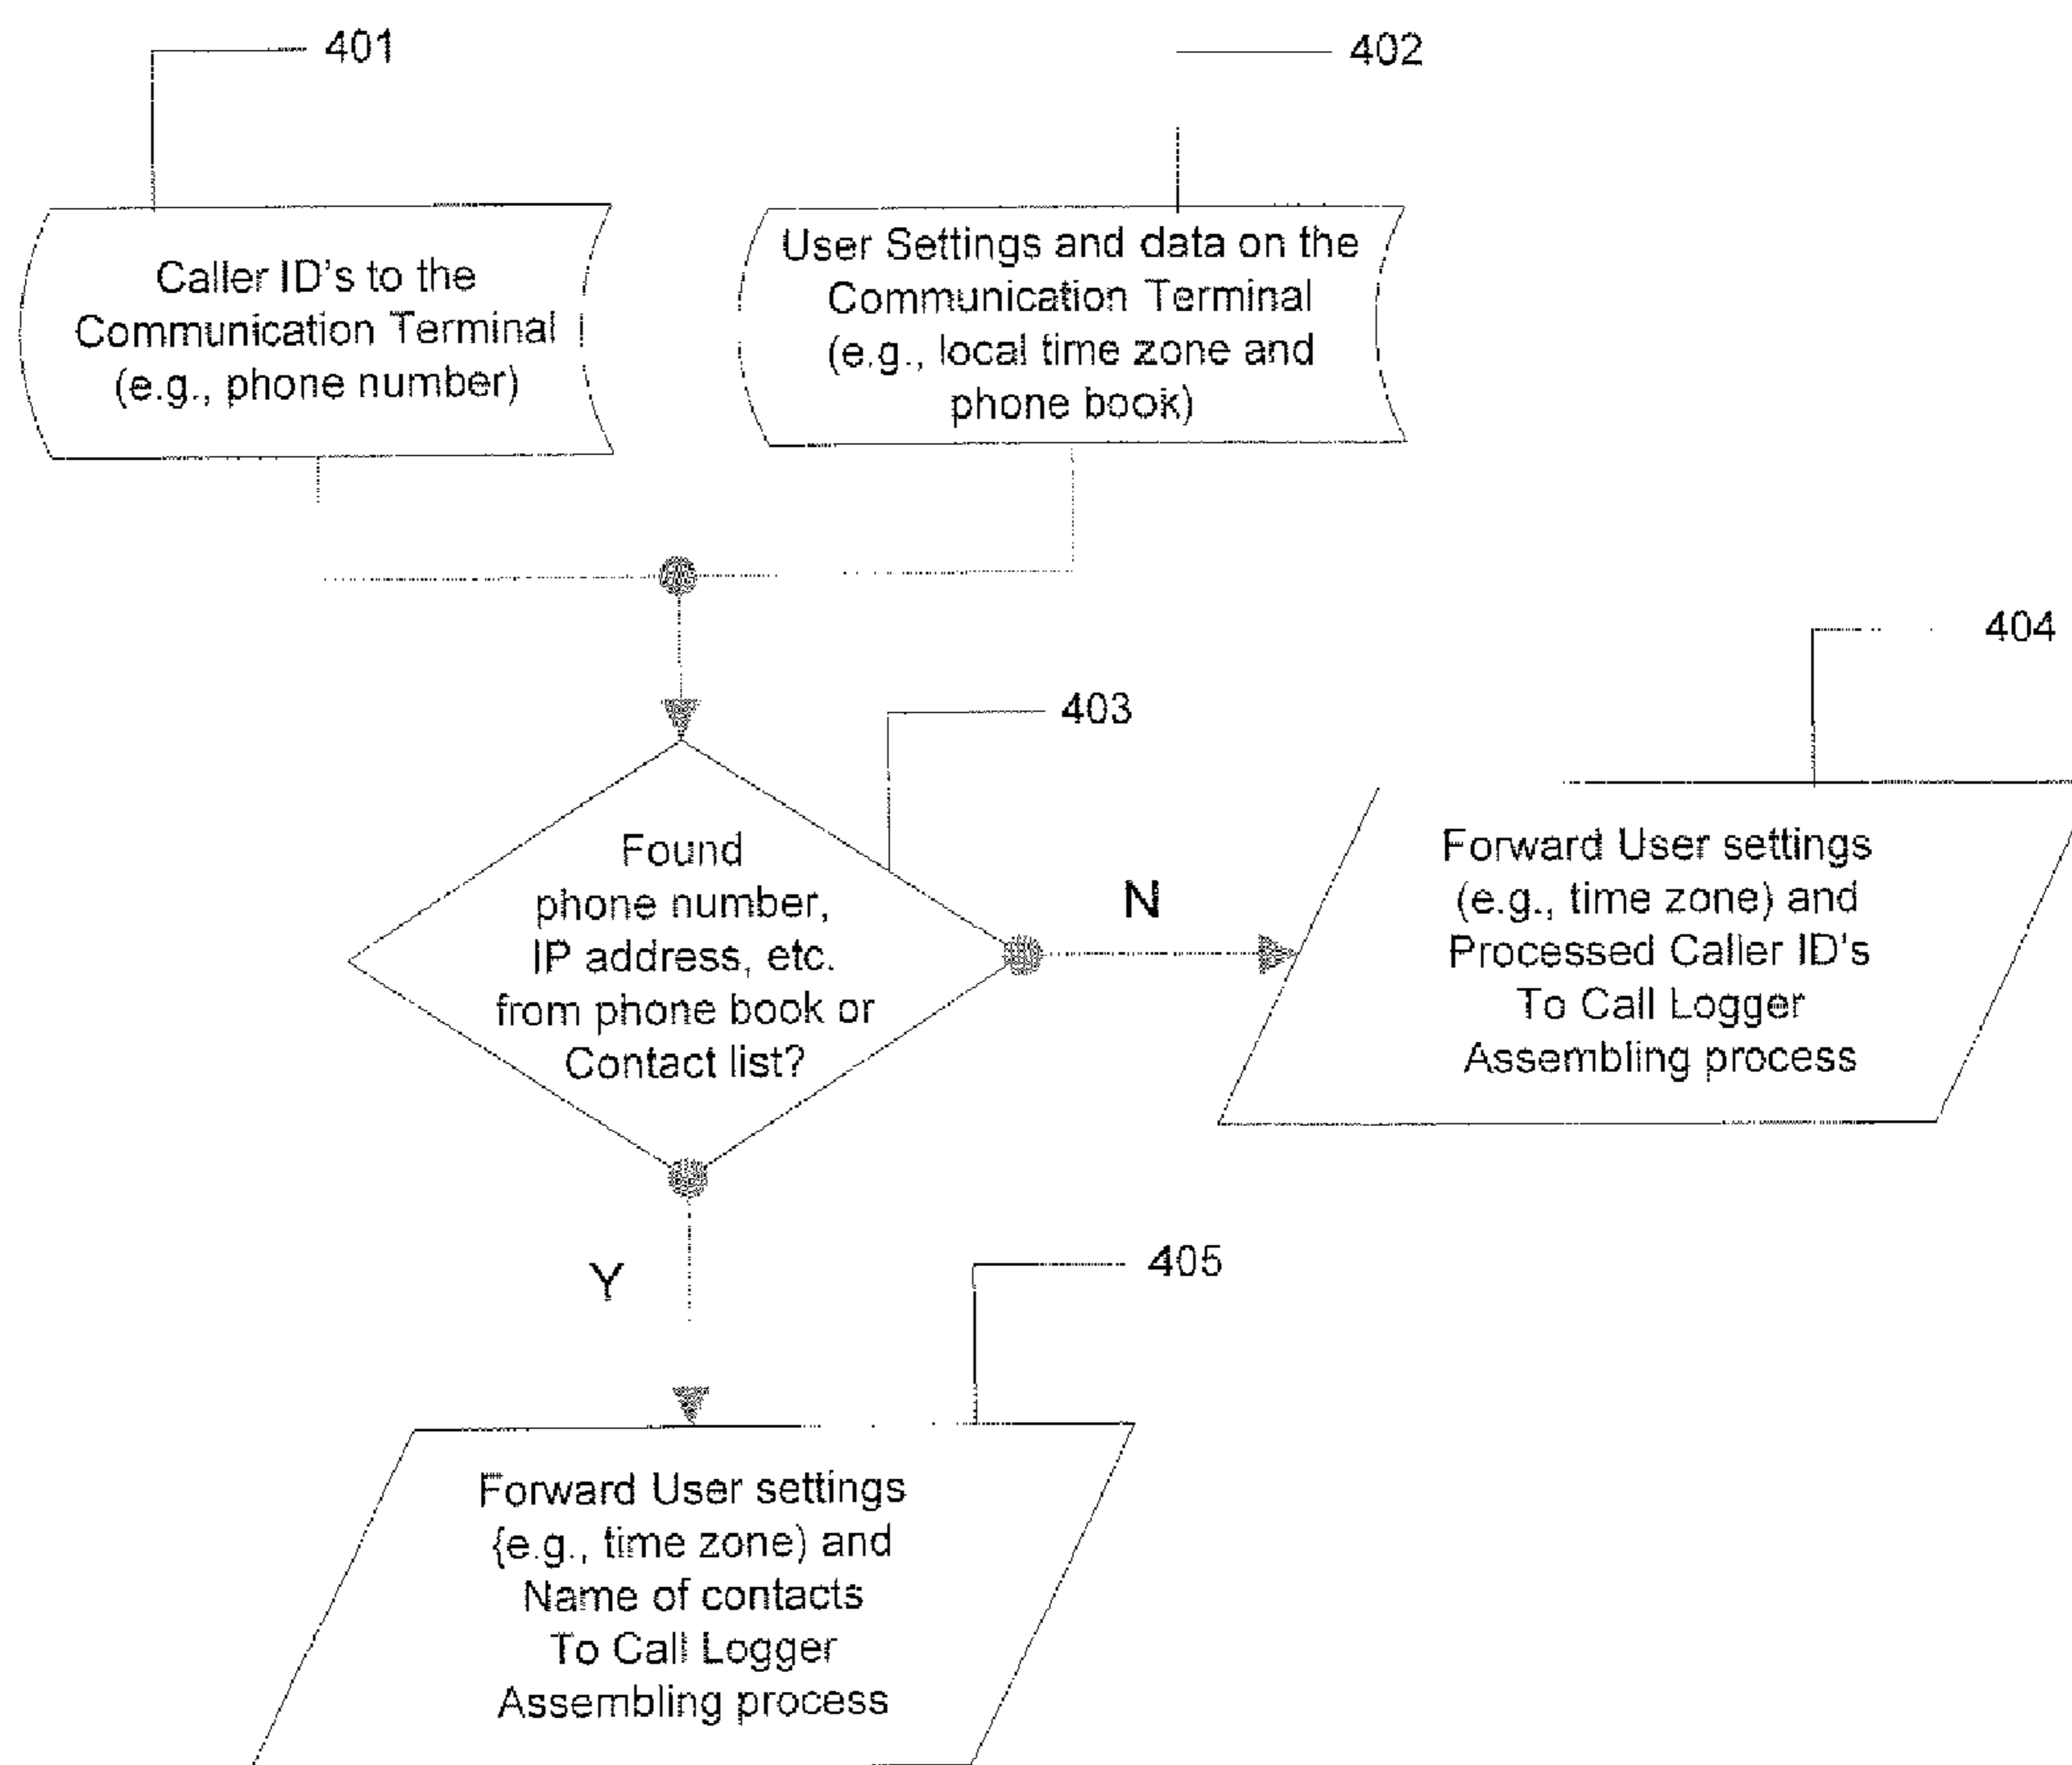 401
402
Caller ID's to the
Communication Terminal
(e.g., phone number)
User Settings and data on the
Communication Terminal
(e.g., local time zone and
phone book)
403
404
Found
phone number,
IP address, etc.
from phone book or
Contact list?
N
Forward User settings
(e.g., time zone) and
Processed Caller ID's
To Call Logger
Assembling process
Y
405
Forward User settings
{e.g., time zone) and
Name of contacts
To Call Logger
Assembling process